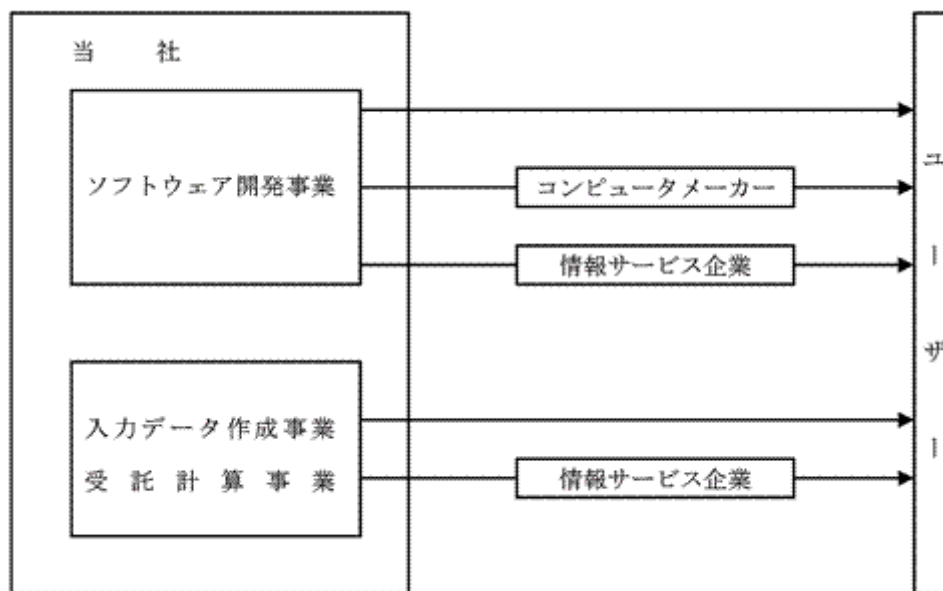 当社
ソフトウェア開発事業
コンピュータメーカー
情報サービス企業
入力データ作成事業
受託計算事業
情報サービス企業
ユーザー